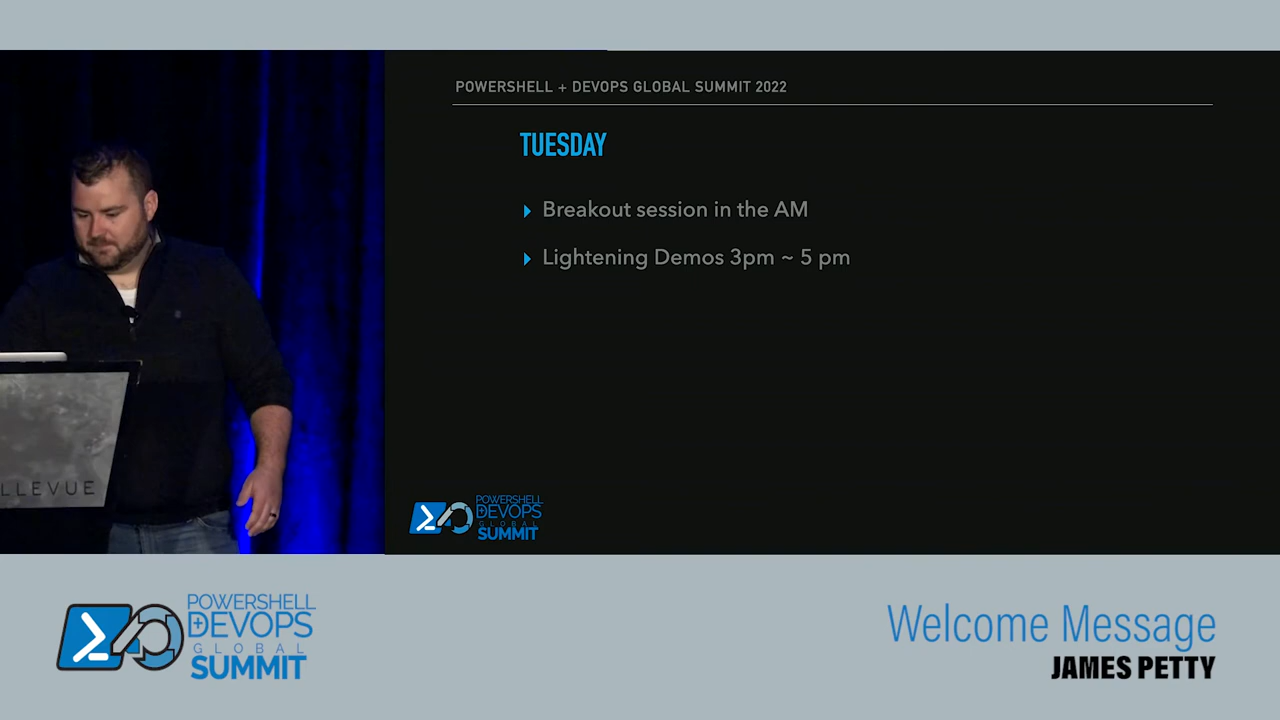 POWERSHELL + DEVOPS GLOBAL SUMMIT 2022
TUESDAY
Breakout session in the AM
Lightening Demos 3pm ~ 5 pm
LLEVUE
POWERSHELL
DEVOPS
GLOBAL
SUMMIT
POWERSHELL
DEVOPS
GLOBAL
SUMMIT
Welcome Message
JAMES PETTY